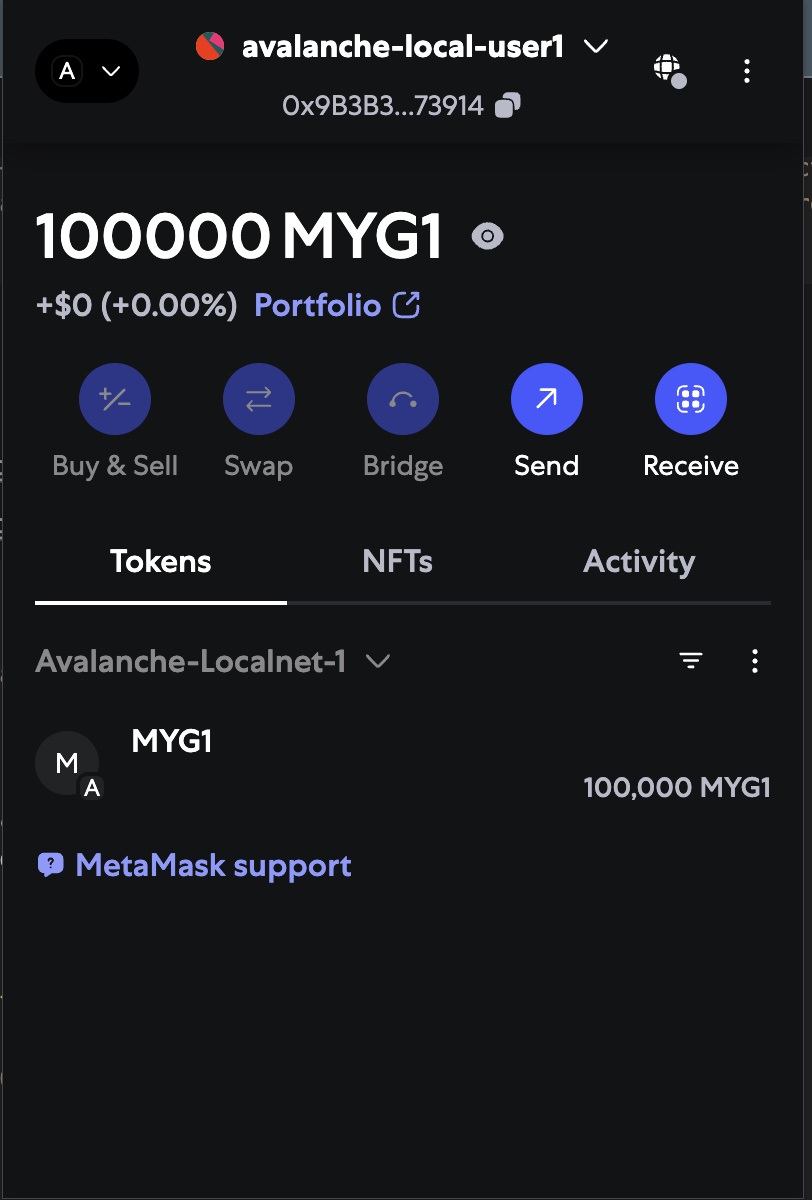 A
avalanche-local-user1
0x9B3B3...73914
100000 MYG1
+$0 (+0.00%) Portfolio
Buy & Sell
Swap
Bridge
Send
Receive
Tokens
NFTs
Activity
Avalanche-Localnet-1
M
A
MYG1
100,000 MYG1
? MetaMask support